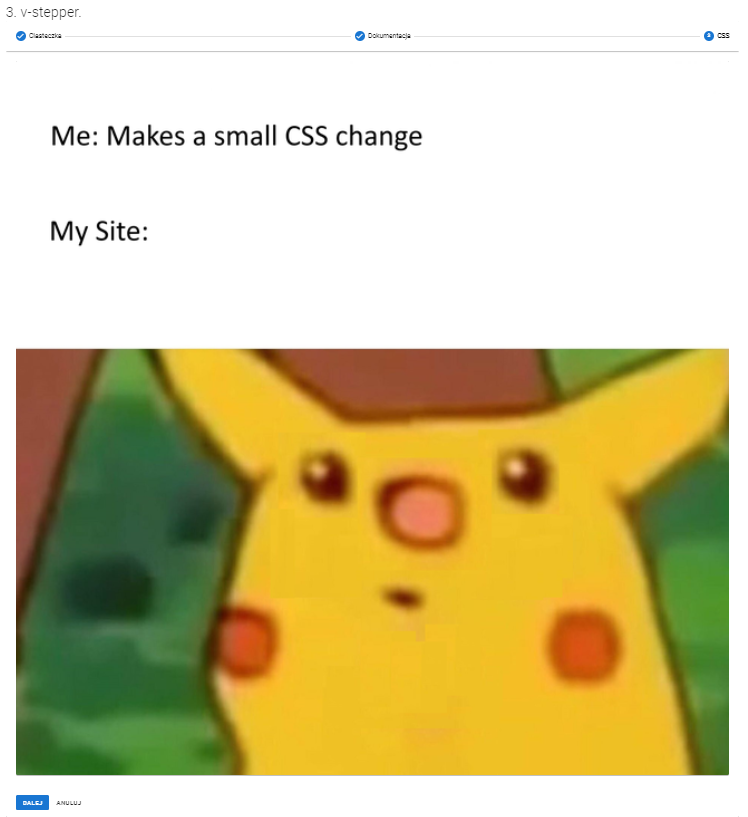 3. v-stepper.
Ciasteczka
Dokumentacja
3 CSS
Me: Makes a small CSS change
My Site:
DALEJ ANULUJ